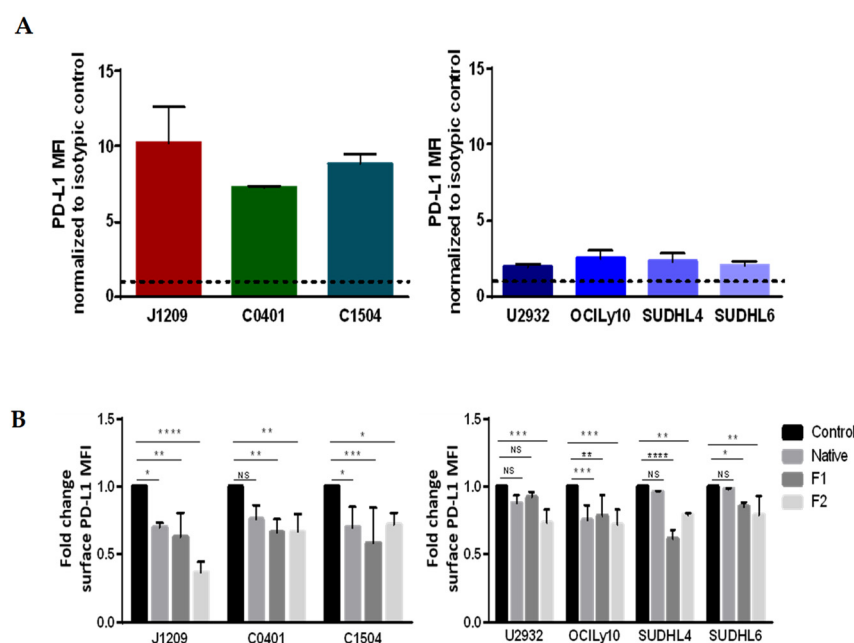 A
PD-L1 MFI
normalized to isotypic control
15
10
5
0
J1209 C0401 C1504
PD-L1 MFI
normalized to isotypic control
15
10
5
0
U2932 OCILy10 SUDHL4 SUDHL6
B
Fold change
surface PD-L1 MFI
1.5
1.0
0.5
0.0
****
**
*
**
**
NS
*
***
*
J1209 C0401 C1504
Fold change
surface PD-L1 MFI
1.5
1.0
0.5
0.0
***
NS
NS
***
**
***
**
****
NS
**
*
NS
U2932 OCILy10 SUDHL4 SUDHL6
Control
Native
F1
F2